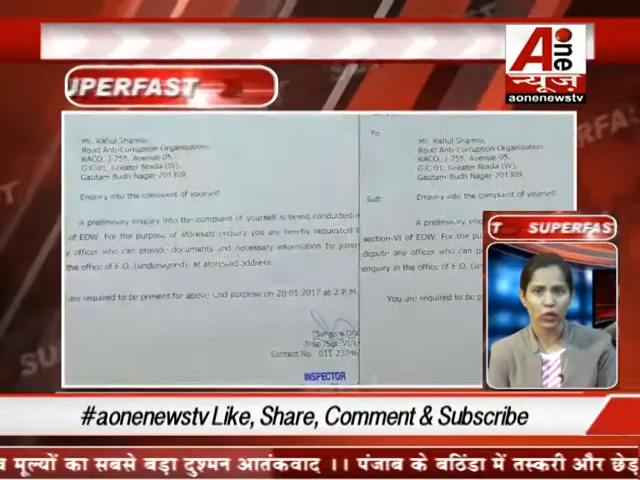 UPERFAST
A one
न्यूज़
aonenewstv
Mr. Rahul Sharma,
Road Anti-Corruption Organization,
RACO, J-755, Avenue-05,
G.C-01, Greater Noida (W),
Gautam Budh Nagar-201309.
Enquiry into the complaint of yourself.
A preliminary enquiry into the complaint of yourself is being conducted
of EOW. For the purpose of aforesaid enquiry, you are hereby requested
officer who can provide documents and necessary information by joining
the office of E.O. (undersigned), at aforesaid address.
are required to be present for above said purpose on 20.01.2017 at 2 P.M.
Contact No. 011-23746
INSPECTOR
To
Mr. Rahul Sharma,
Road Anti-Corruption Organization,
RACO, J-755, Avenue-05,
G.C-01, Greater Noida (W),
Gautam Budh Nagar-201309.
Sub: Enquiry into the complaint of yourself.
A preliminary enq
section-VI of EOW. For the pu
depute any officer who can p
enquiry in the office of E.O. (un
You are required to be p
T SUPERFAS
#aonenewstv Like, Share, Comment & Subscribe
व मूल्यों का सबसे बड़ा दुश्मन आतंकवाद ।। पंजाब के बठिंडा में तस्करी और छेड़